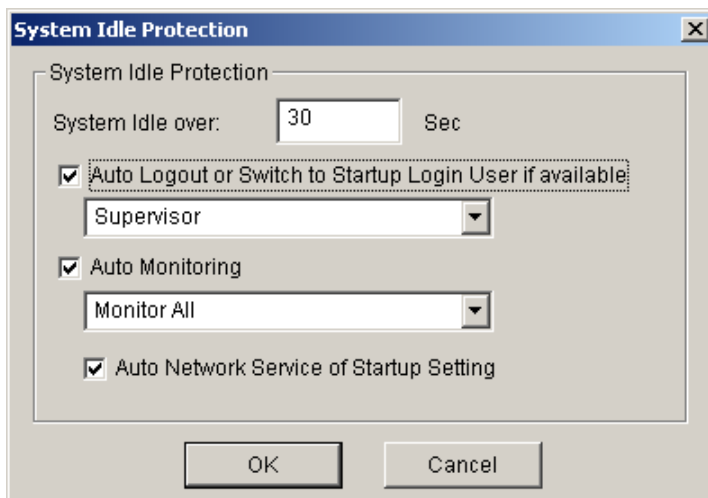 System Idle Protection
System Idle Protection
System Idle over: 30 Sec
Auto Logout or Switch to Startup Login User if available
Supervisor
Auto Monitoring
Monitor All
Auto Network Service of Startup Setting
OK Cancel